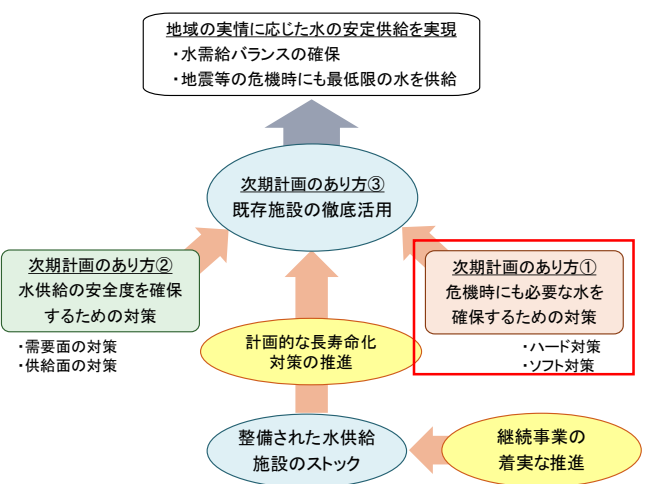 地域の実情に応じた水の安定供給を実現
・水需給バランスの確保
・地震等の危機時にも最低限の水を供給
次期計画のあり方③
既存施設の徹底活用
次期計画のあり方②
水供給の安全度を確保
するための対策
・需要面の対策
・供給面の対策
次期計画のあり方①
危機時にも必要な水を
確保するための対策
・ハード対策
・ソフト対策
計画的な長寿命化
対策の推進
整備された水供給
施設のストック
継続事業の
着実な推進